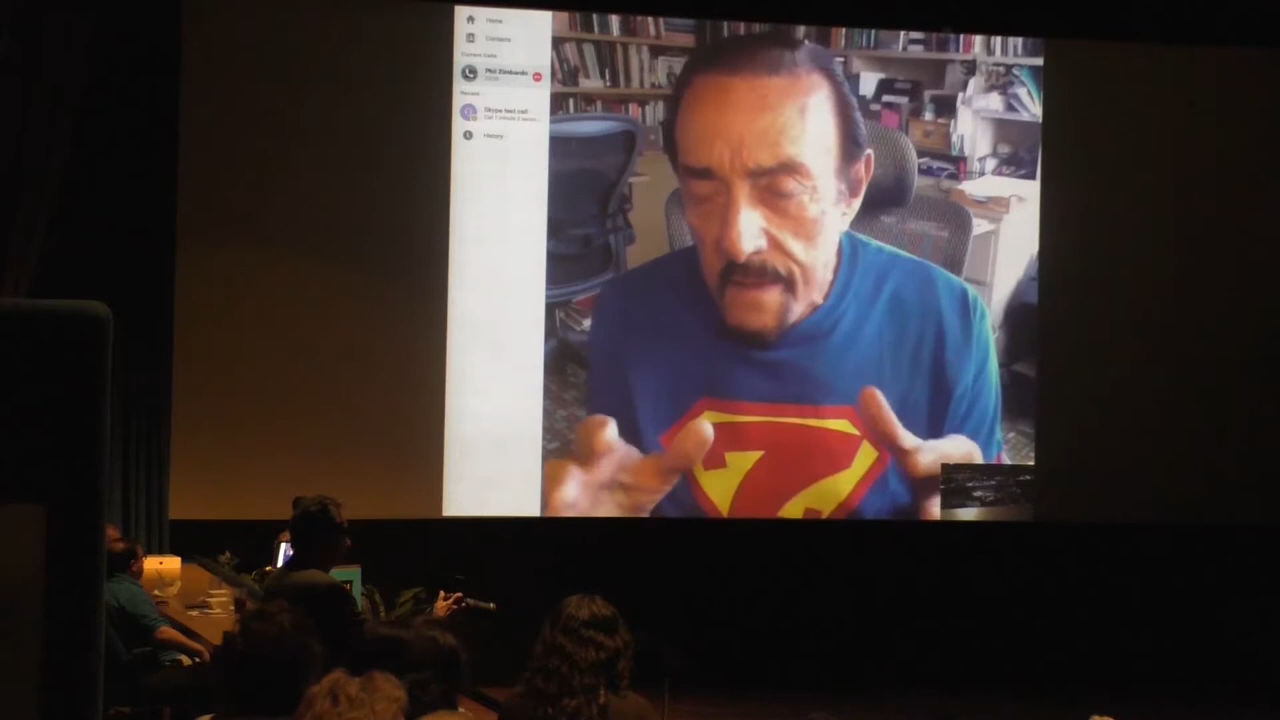 Home
Contacts
Current Calls
Phil Zimbardo
Recent
Skype test call
History
Z